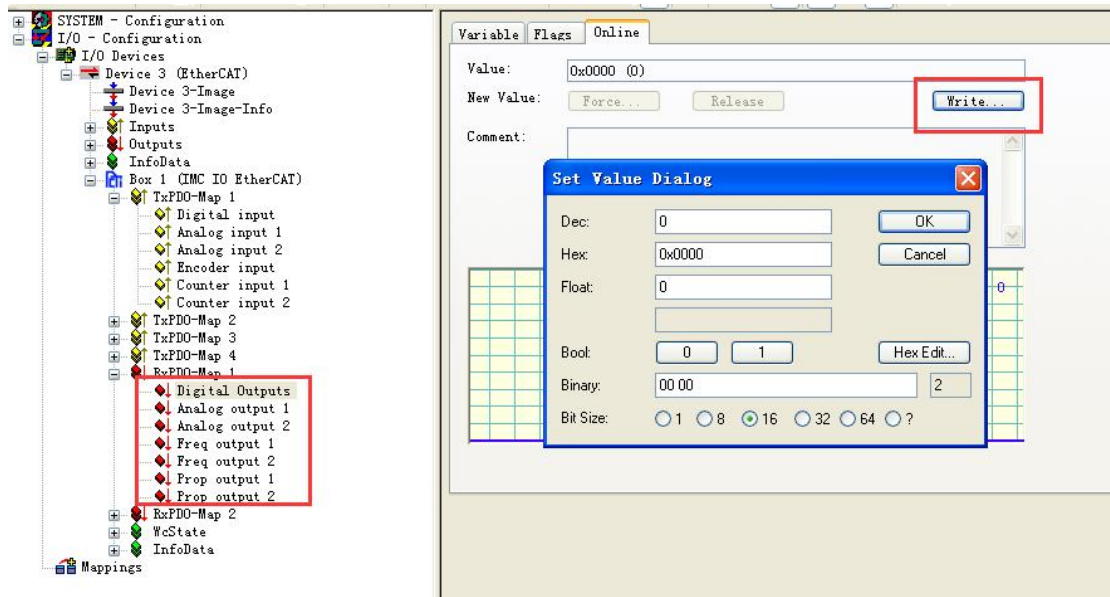 SYSTEM - Configuration
I/O - Configuration
I/O Devices
Device 3 (EtherCAT)
Device 3-Image
Device 3-Image-Info
Inputs
Outputs
InfoData
Box 1 (IMC IO EtherCAT)
TxPDO-Map 1
Digital input
Analog input 1
Analog input 2
Encoder input
Counter input 1
Counter input 2
TxPDO-Map 2
TxPDO-Map 3
TxPDO-Map 4
RxPDO-Map 1
Digital Outputs
Analog output 1
Analog output 2
Freq output 1
Freq output 2
Prop output 1
Prop output 2
RxPDO-Map 2
WcState
InfoData
Mappings
Variable Flags Online
Value: 0x0000 (0)
New Value: Force... Release Write...
Comment:
Set Value Dialog
Dec: 0 OK
Hex: 0x0000 Cancel
Float: 0
0
Bool: 0 1 Hex Edit...
Binary: 00 00 2
Bit Size: 1 8 16 32 64 ?